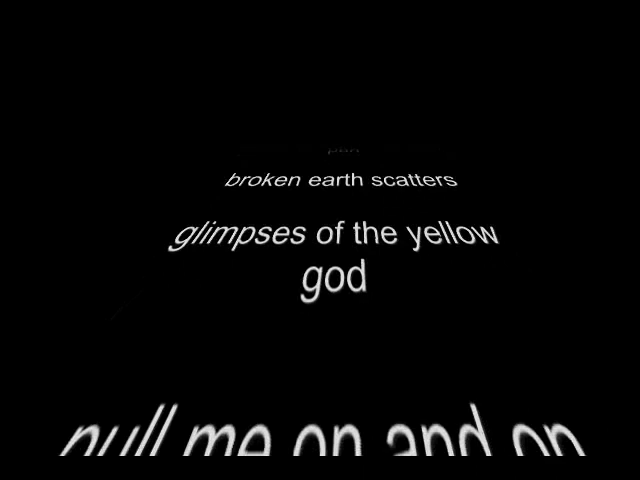 broken earth scatters
glimpses of the yellow
god
pull me on and on